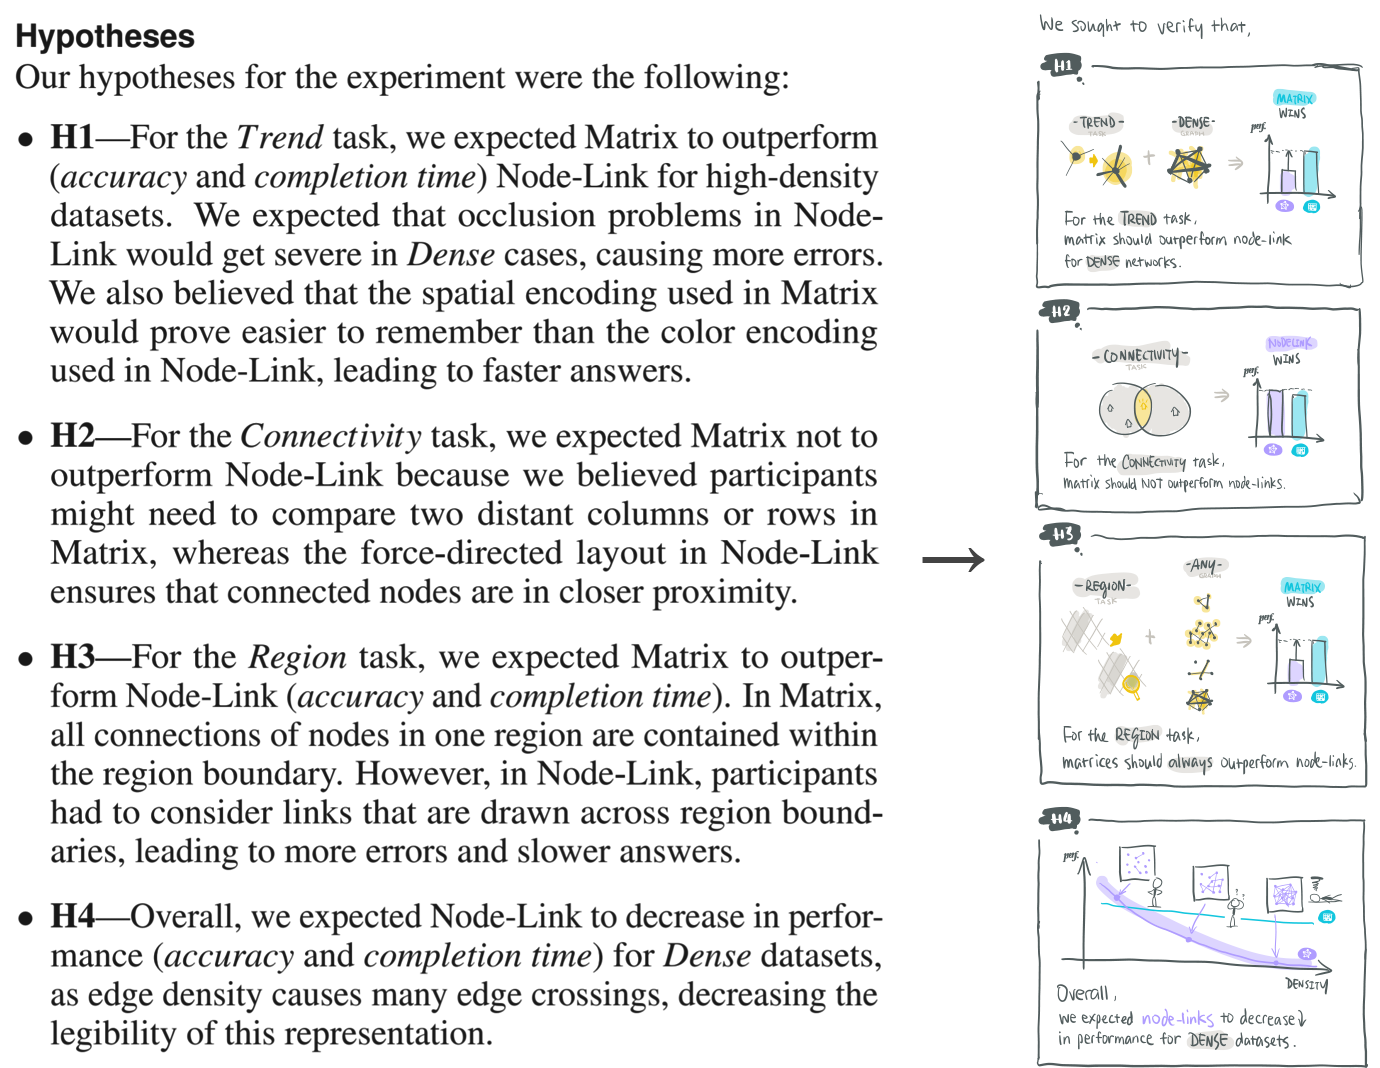 Hypotheses
Our hypotheses for the experiment were the following:
• H1—For the Trend task, we expected Matrix to outperform
(accuracy and completion time) Node-Link for high-density
datasets. We expected that occlusion problems in Node-
Link would get severe in Dense cases, causing more errors.
We also believed that the spatial encoding used in Matrix
would prove easier to remember than the color encoding
used in Node-Link, leading to faster answers.
• H2—For the Connectivity task, we expected Matrix not to
outperform Node-Link because we believed participants
might need to compare two distant columns or rows in
Matrix, whereas the force-directed layout in Node-Link
ensures that connected nodes are in closer proximity.
• H3—For the Region task, we expected Matrix to outper-
form Node-Link (accuracy and completion time). In Matrix,
all connections of nodes in one region are contained within
the region boundary. However, in Node-Link, participants
had to consider links that are drawn across region bound-
aries, leading to more errors and slower answers.
• H4—Overall, we expected Node-Link to decrease in perfor-
mance (accuracy and completion time) for Dense datasets,
as edge density causes many edge crossings, decreasing the
legibility of this representation.
We sought to verify that,
H1
MATRIX
WINS
-TREND-
TASK
-DENSE-
GRAPH
perf.
+
For the TREND task,
matrix should outperform node-link
for DENSE networks.
H2
NODELINK
WINS
-CONNECTIVITY-
TASK
perf.
For the CONNECTIVITY task,
matrix should NOT outperform node-links.
H3
-ANY-
GRAPH
-REGION-
TASK
MATRIX
WINS
perf.
+
For the REGION task,
matrices should always outperform node-links.
H4
perf.
? ?
DENSITY
Overall,
we expected node-links to decrease↓
in performance for DENSE datasets.